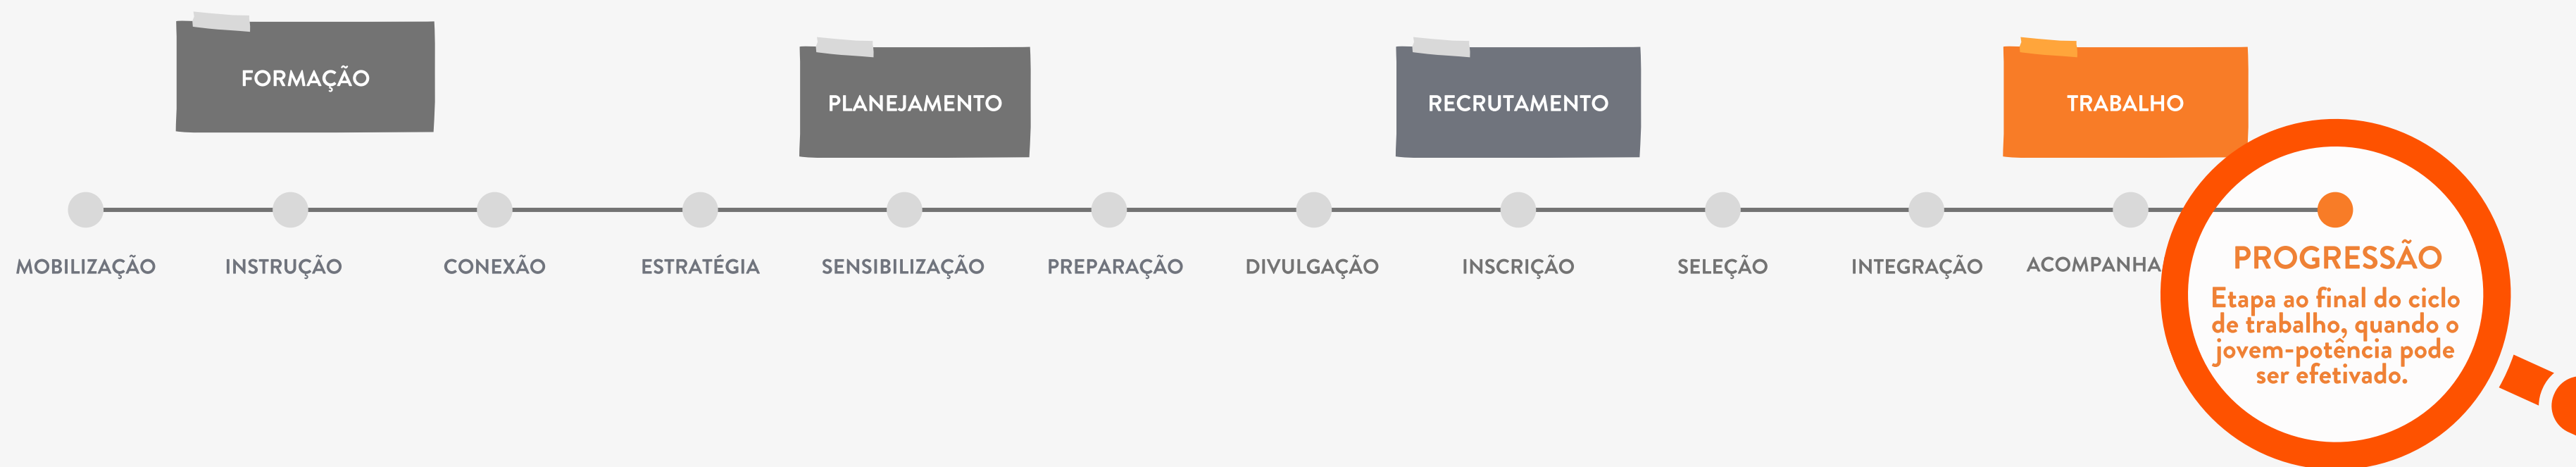 FORMAÇÃO
PLANEJAMENTO
RECRUTAMENTO
TRABALHO
MOBILIZAÇÃO
INSTRUÇÃO
CONEXÃO
ESTRATÉGIA
SENSIBILIZAÇÃO
PREPARAÇÃO
DIVULGAÇÃO
INSCRIÇÃO
SELEÇÃO
INTEGRAÇÃO
ACOMPANHA
PROGRESSÃO
Etapa ao final do ciclo
de trabalho, quando o
jovem-potência pode
ser efetivado.